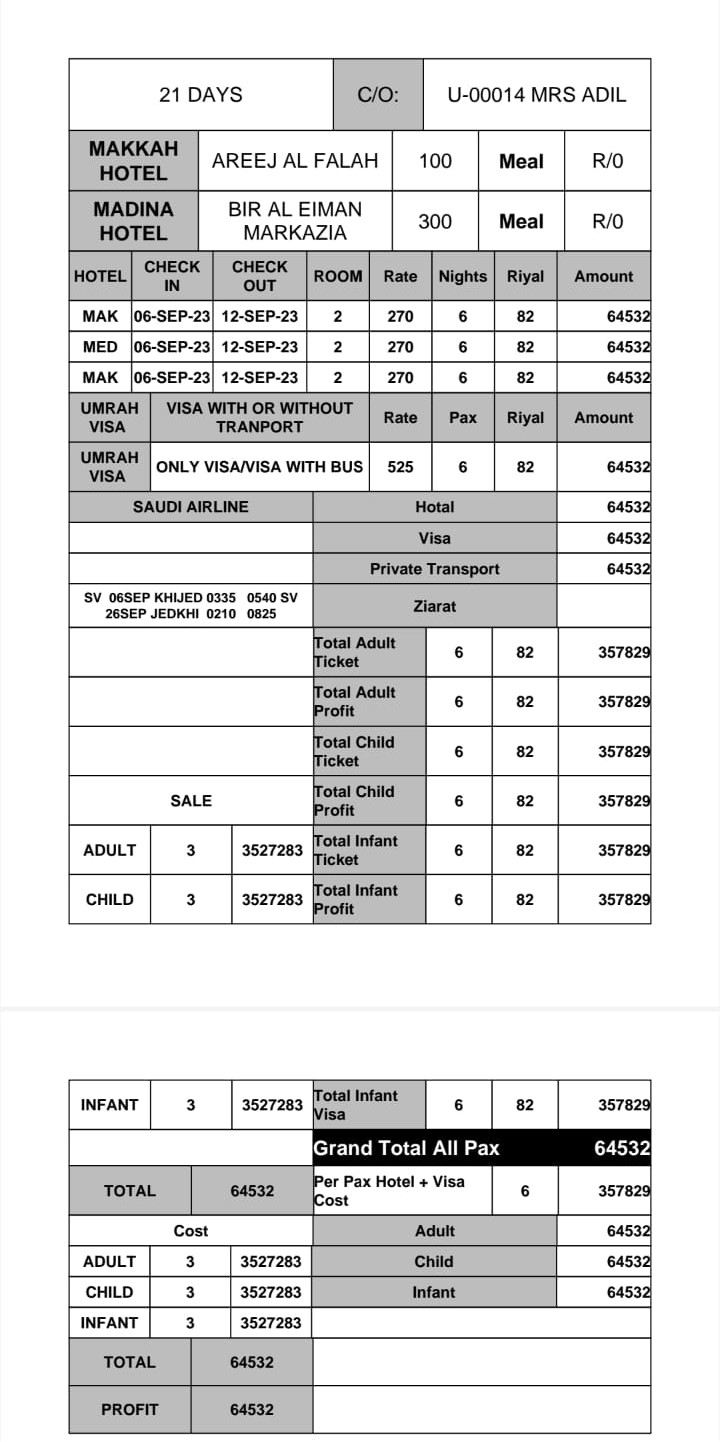 21 DAYS C/O: U-00014 MRS ADIL
MAKKAH HOTEL AREEJ AL FALAH 100 Meal R/0
MADINA HOTEL BIR AL EIMAN MARKAZIA 300 Meal R/0
HOTEL CHECK IN CHECK OUT ROOM Rate Nights Riyal Amount
MAK 06-SEP-23 12-SEP-23 2 270 6 82 64532
MED 06-SEP-23 12-SEP-23 2 270 6 82 64532
MAK 06-SEP-23 12-SEP-23 2 270 6 82 64532
UMRAH VISA VISA WITH OR WITHOUT TRANPORT Rate Pax Riyal Amount
UMRAH VISA ONLY VISA/VISA WITH BUS 525 6 82 64532
SAUDI AIRLINE Hotal 64532
Visa 64532
Private Transport 64532
SV 06SEP KHIJED 0335 0540 SV
26SEP JEDKHI 0210 0825
Ziarat
Total Adult Ticket 6 82 357829
Total Adult Profit 6 82 357829
Total Child Ticket 6 82 357829
SALE Total Child Profit 6 82 357829
ADULT 3 3527283 Total Infant Ticket 6 82 357829
CHILD 3 3527283 Total Infant Profit 6 82 357829
INFANT 3 3527283 Total Infant Visa 6 82 357829
Grand Total All Pax 64532
TOTAL 64532 Per Pax Hotel + Visa Cost 6 357829
Cost Adult 64532
ADULT 3 3527283 Child 64532
CHILD 3 3527283 Infant 64532
INFANT 3 3527283
TOTAL 64532
PROFIT 64532